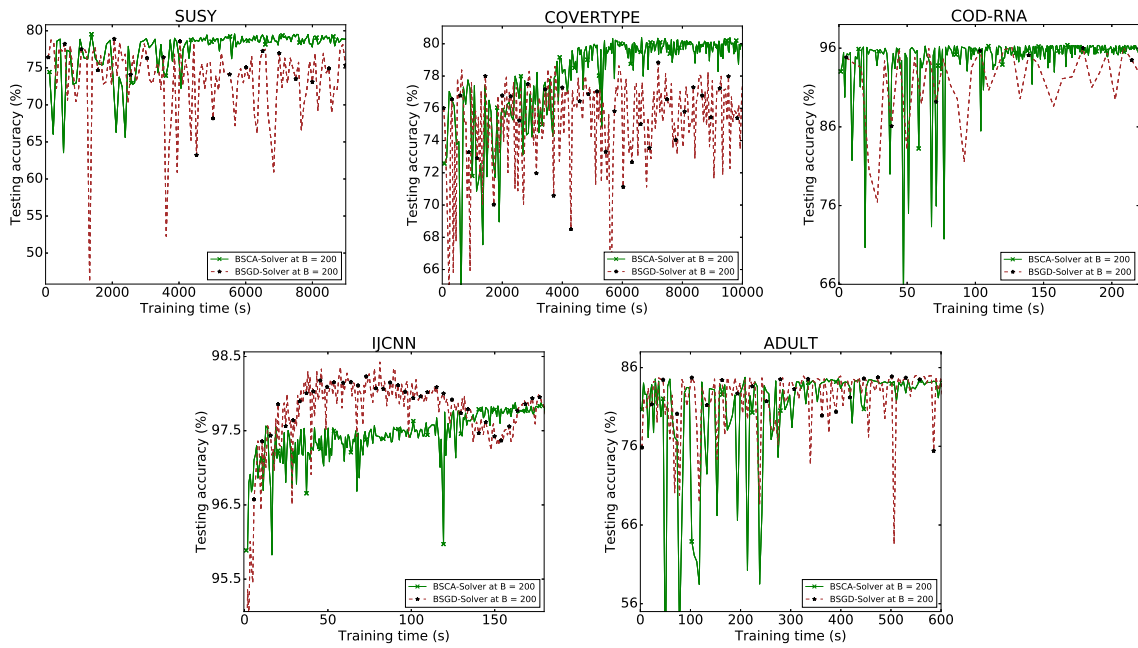 SUSY
Testing accuracy (%)
80
75
70
65
60
55
50
0
2000
4000
6000
8000
Training time (s)
BSCA-Solver at B = 200
BSGD-Solver at B = 200
COVERTYPE
Testing accuracy (%)
80
78
76
74
72
70
68
66
0
2000
4000
6000
8000
10000
Training time (s)
BSCA-Solver at B = 200
BSGD-Solver at B = 200
COD-RNA
Testing accuracy (%)
96
86
76
66
0
50
100
150
200
Training time (s)
BSCA-Solver at B = 200
BSGD-Solver at B = 200
IJCNN
Testing accuracy (%)
98.5
97.5
96.5
95.5
0
50
100
150
Training time (s)
BSCA-Solver at B = 200
BSGD-Solver at B = 200
ADULT
Testing accuracy (%)
86
76
66
56
0
100
200
300
400
500
600
Training time (s)
BSCA-Solver at B = 200
BSGD-Solver at B = 200